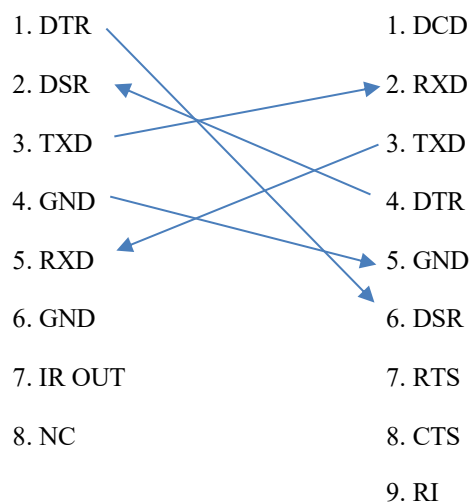 1. DTR
2. DSR
3. TXD
4. GND
5. RXD
6. GND
7. IR OUT
8. NC
1. DCD
2. RXD
3. TXD
4. DTR
5. GND
6. DSR
7. RTS
8. CTS
9. RI